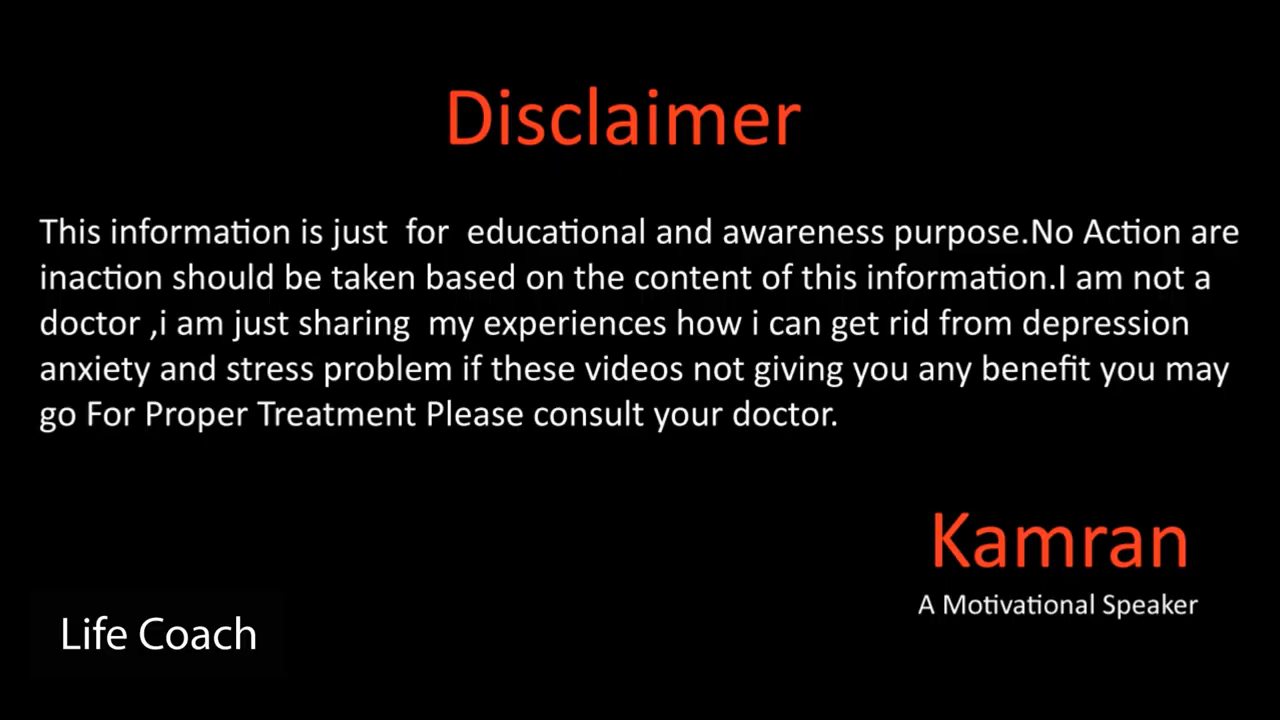 Disclaimer
This information is just  for  educational and awareness purpose.No Action are
inaction should be taken based on the content of this information.I am not a
doctor ,i am just sharing  my experiences how i can get rid from depression
anxiety and stress problem if these videos not giving you any benefit you may
go For Proper Treatment Please consult your doctor.
Kamran
A Motivational Speaker
Life Coach